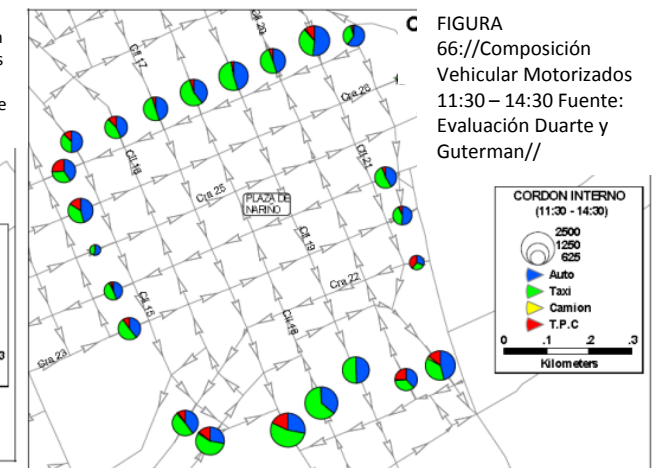 FIGURA
66://Composición
Vehicular Motorizados
11:30 – 14:30 Fuente:
Evaluación Duarte y
Guterman//
C
Cll.20
Cll.17
Cra.26
Cll.16
Cll.21
Cra.25
PLAZA DE
NARIÑO
Cll.19
Cra.22
Cll.15
Cll.18
Cra.23
CORDON INTERNO
(11:30 - 14:30)
2500
1250
625
Auto
Taxi
Camion
T.P.C
0 .1 .2 .3
Kilometers
s
e
3